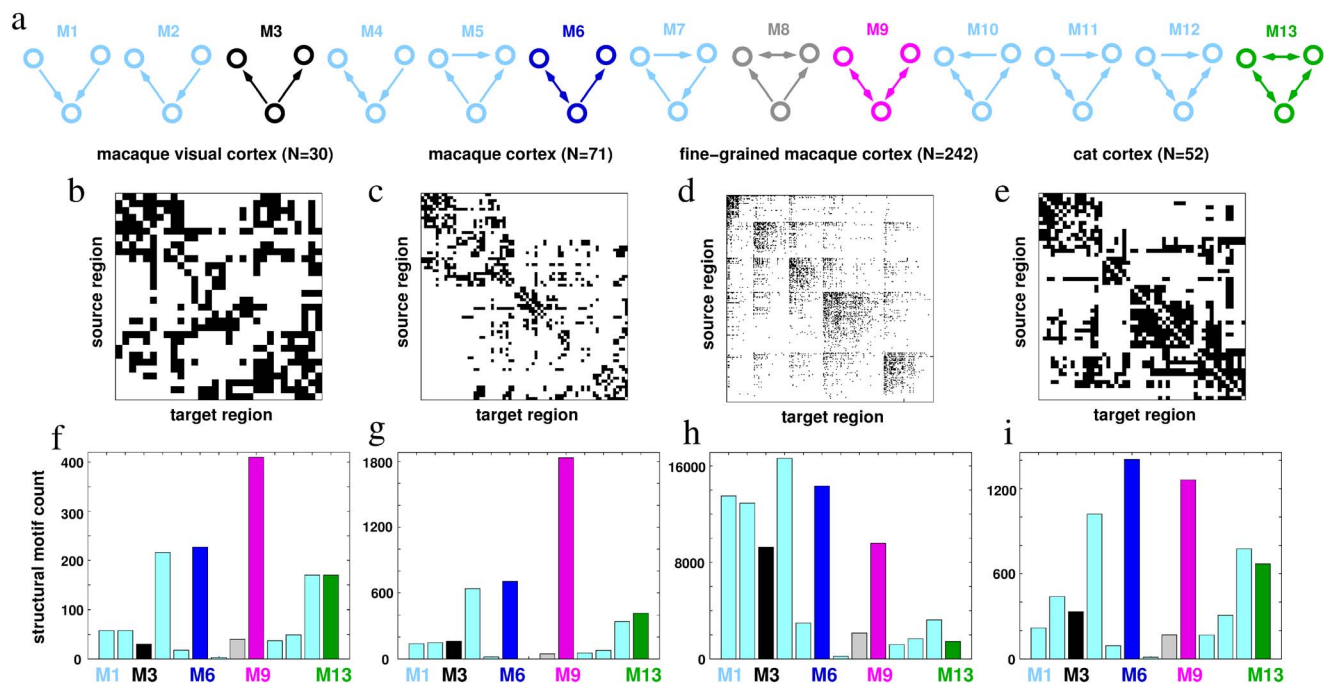 a
M1 M2 M3 M4 M5 M6 M7 M8 M9 M10 M11 M12 M13
macaque visual cortex (N=30) macaque cortex (N=71) fine-grained macaque cortex (N=242) cat cortex (N=52)
b c d e
source region source region source region source region
target region target region target region target region
f g h i
structural motif count
400
300
200
100
0
M1 M3 M6 M9 M13
1800
1200
600
0
M1 M3 M6 M9 M13
16000
8000
0
M1 M3 M6 M9 M13
1200
600
0
M1 M3 M6 M9 M13